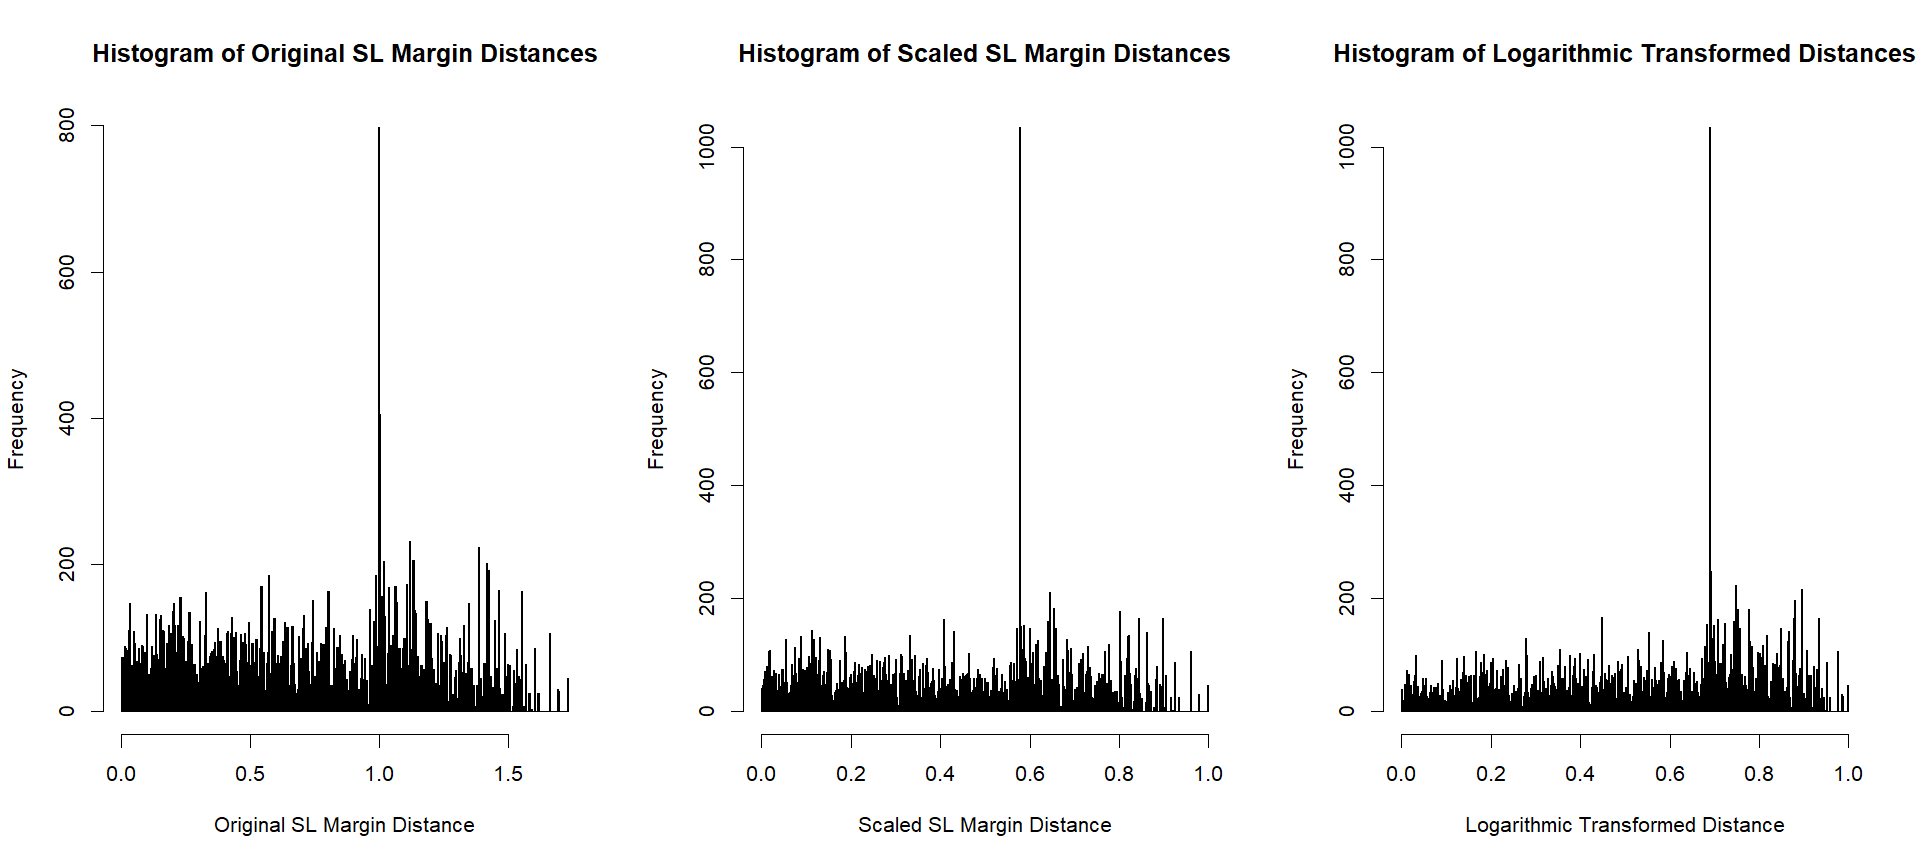 Histogram of Original SL Margin Distances
Frequency
800
600
400
200
0
0.0 0.5 1.0 1.5
Original SL Margin Distance
Histogram of Scaled SL Margin Distances
Frequency
1000
800
600
400
200
0
0.0 0.2 0.4 0.6 0.8 1.0
Scaled SL Margin Distance
Histogram of Logarithmic Transformed Distances
Frequency
1000
800
600
400
200
0
0.0 0.2 0.4 0.6 0.8 1.0
Logarithmic Transformed Distance